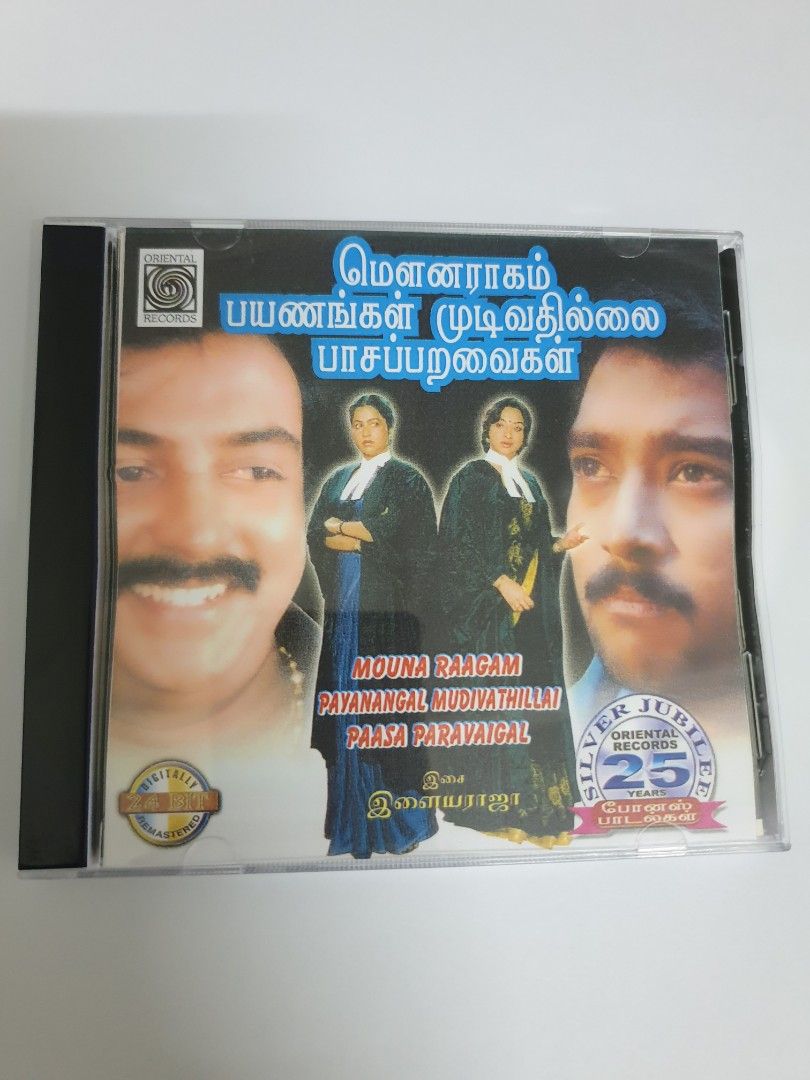 ORIENTAL
RECORDS
மௌனராகம்
பயணங்கள் முடிவதில்லை
பாசப்பறவைகள்
MOUNA RAAGAM
PAYANANGAL MUDIVATHILLAI
PAASA PARAVAIGAL
இசை
இளையராஜா
DIGITALLY
24 BIT
REMASTERED
SILVER JUBILEE
ORIENTAL
RECORDS
25
YEARS
போனஸ்
பாடல்கள்